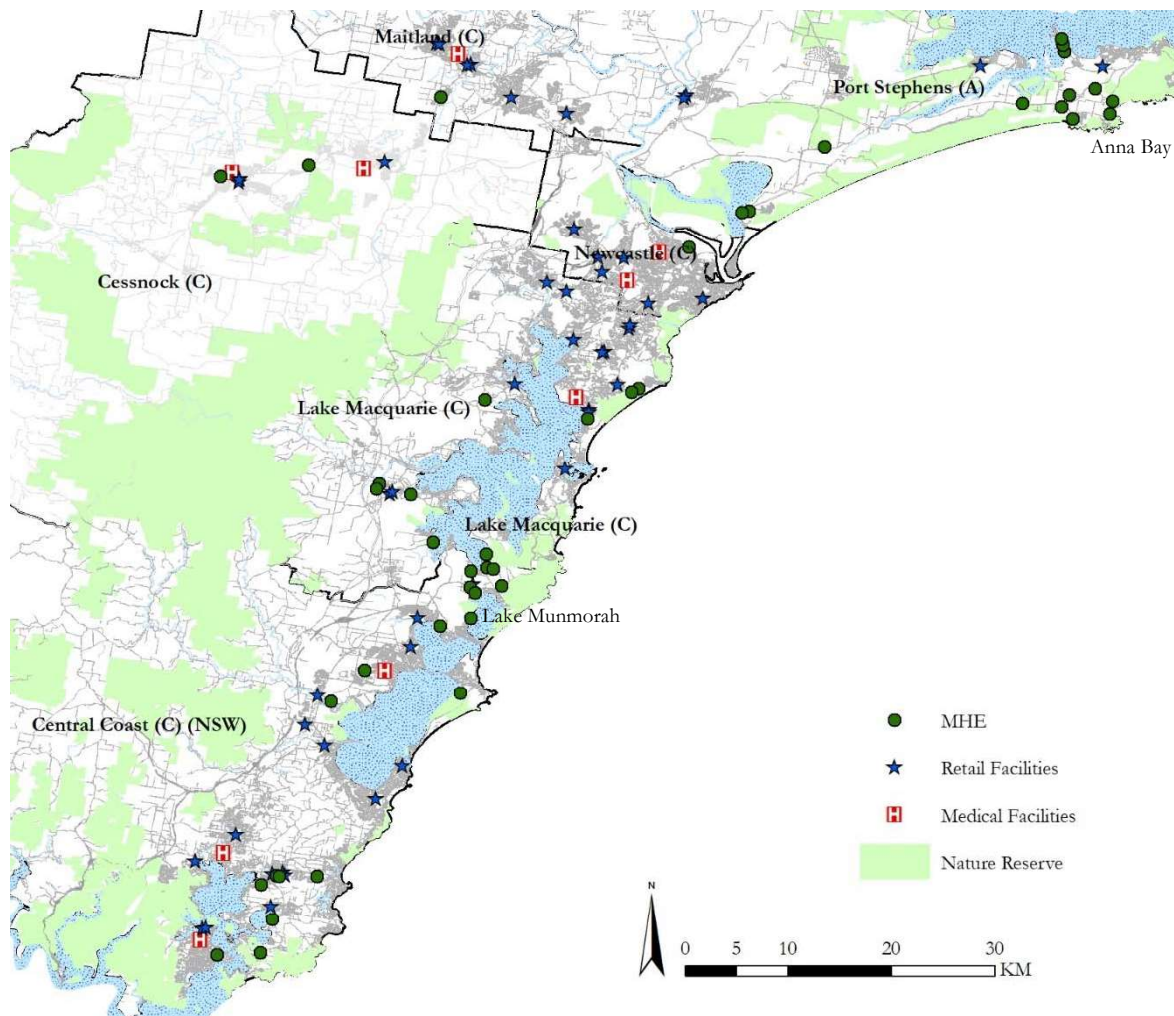 Maitland (C)
Port Stephens (A)
Anna Bay
Newcastle (C)
Cessnock (C)
Lake Macquarie (C)
Lake Macquarie (C)
Lake Munmorah
Central Coast (C) (NSW)
MHE
Retail Facilities
H Medical Facilities
Nature Reserve
N
0 5 10 20 30
KM